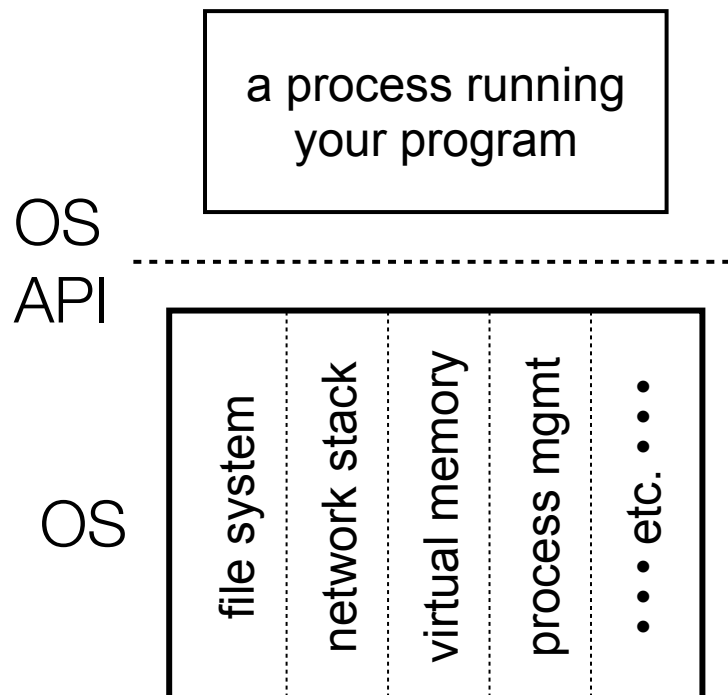 a process running
your program
OS
API
OS
file system
network stack
virtual memory
process mgmt
•••• etc. •••